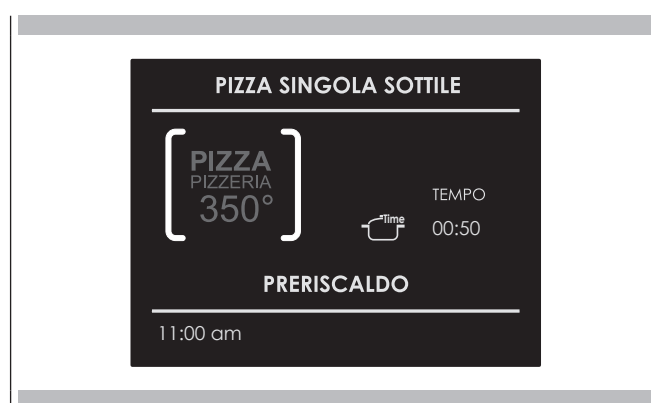 PIZZA SINGOLA SOTTILE
PIZZA
PIZZERIA
350°
TEMPO
Time
00:50
PRERISCALDO
11:00 am